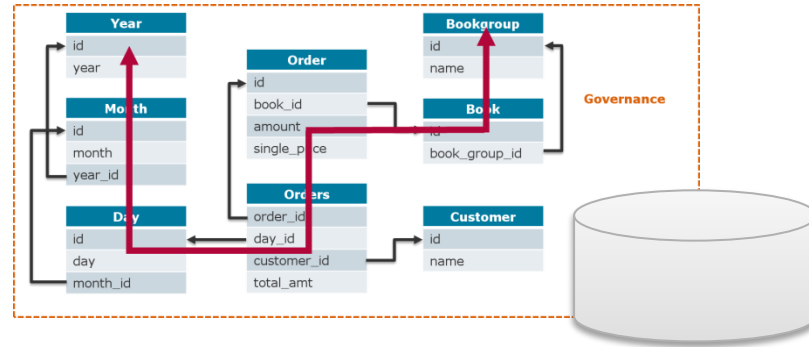 Year
id
year
Month
id
month
year_id
Day
id
day
month_id
Order
id
book_id
amount
single_price
Orders
order_id
day_id
customer_id
total_amt
Bookgroup
id
name
Book
id
book_group_id
Customer
id
name
Governance